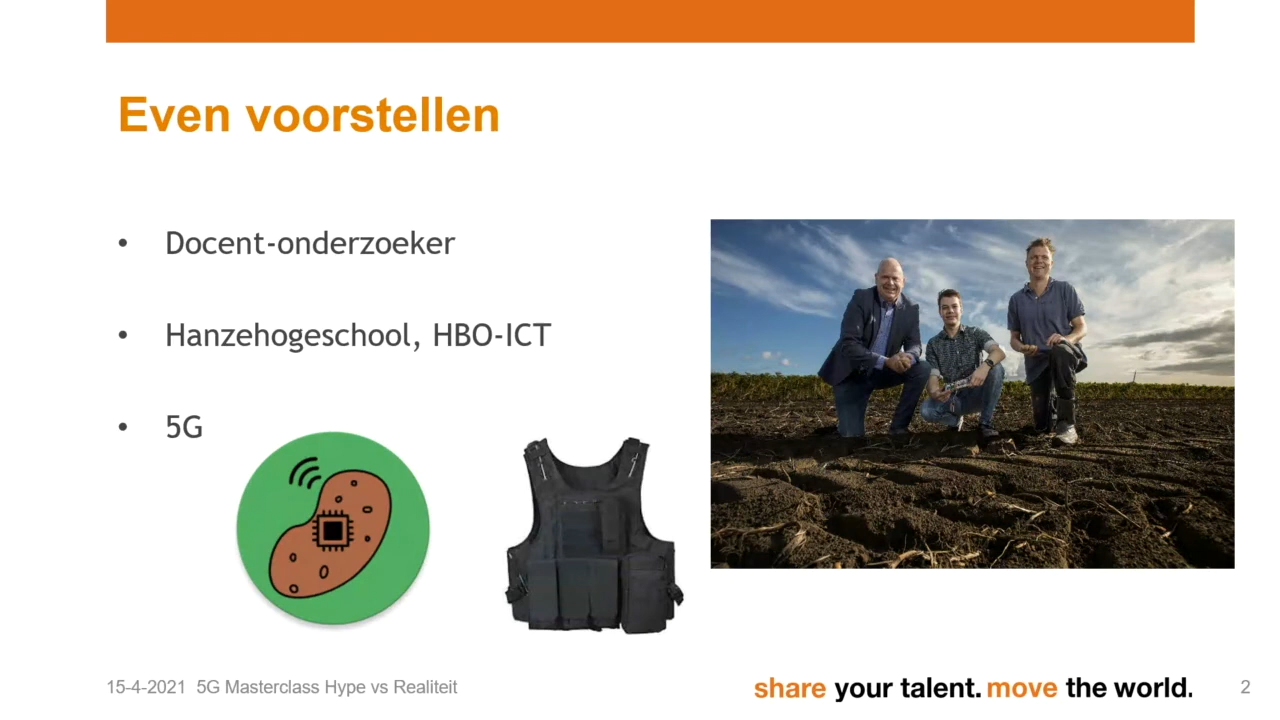 Even voorstellen
• Docent-onderzoeker
• Hanzehogeschool, HBO-ICT
• 5G
15-4-2021 5G Masterclass Hype vs Realiteit
share your talent. move the world.
2